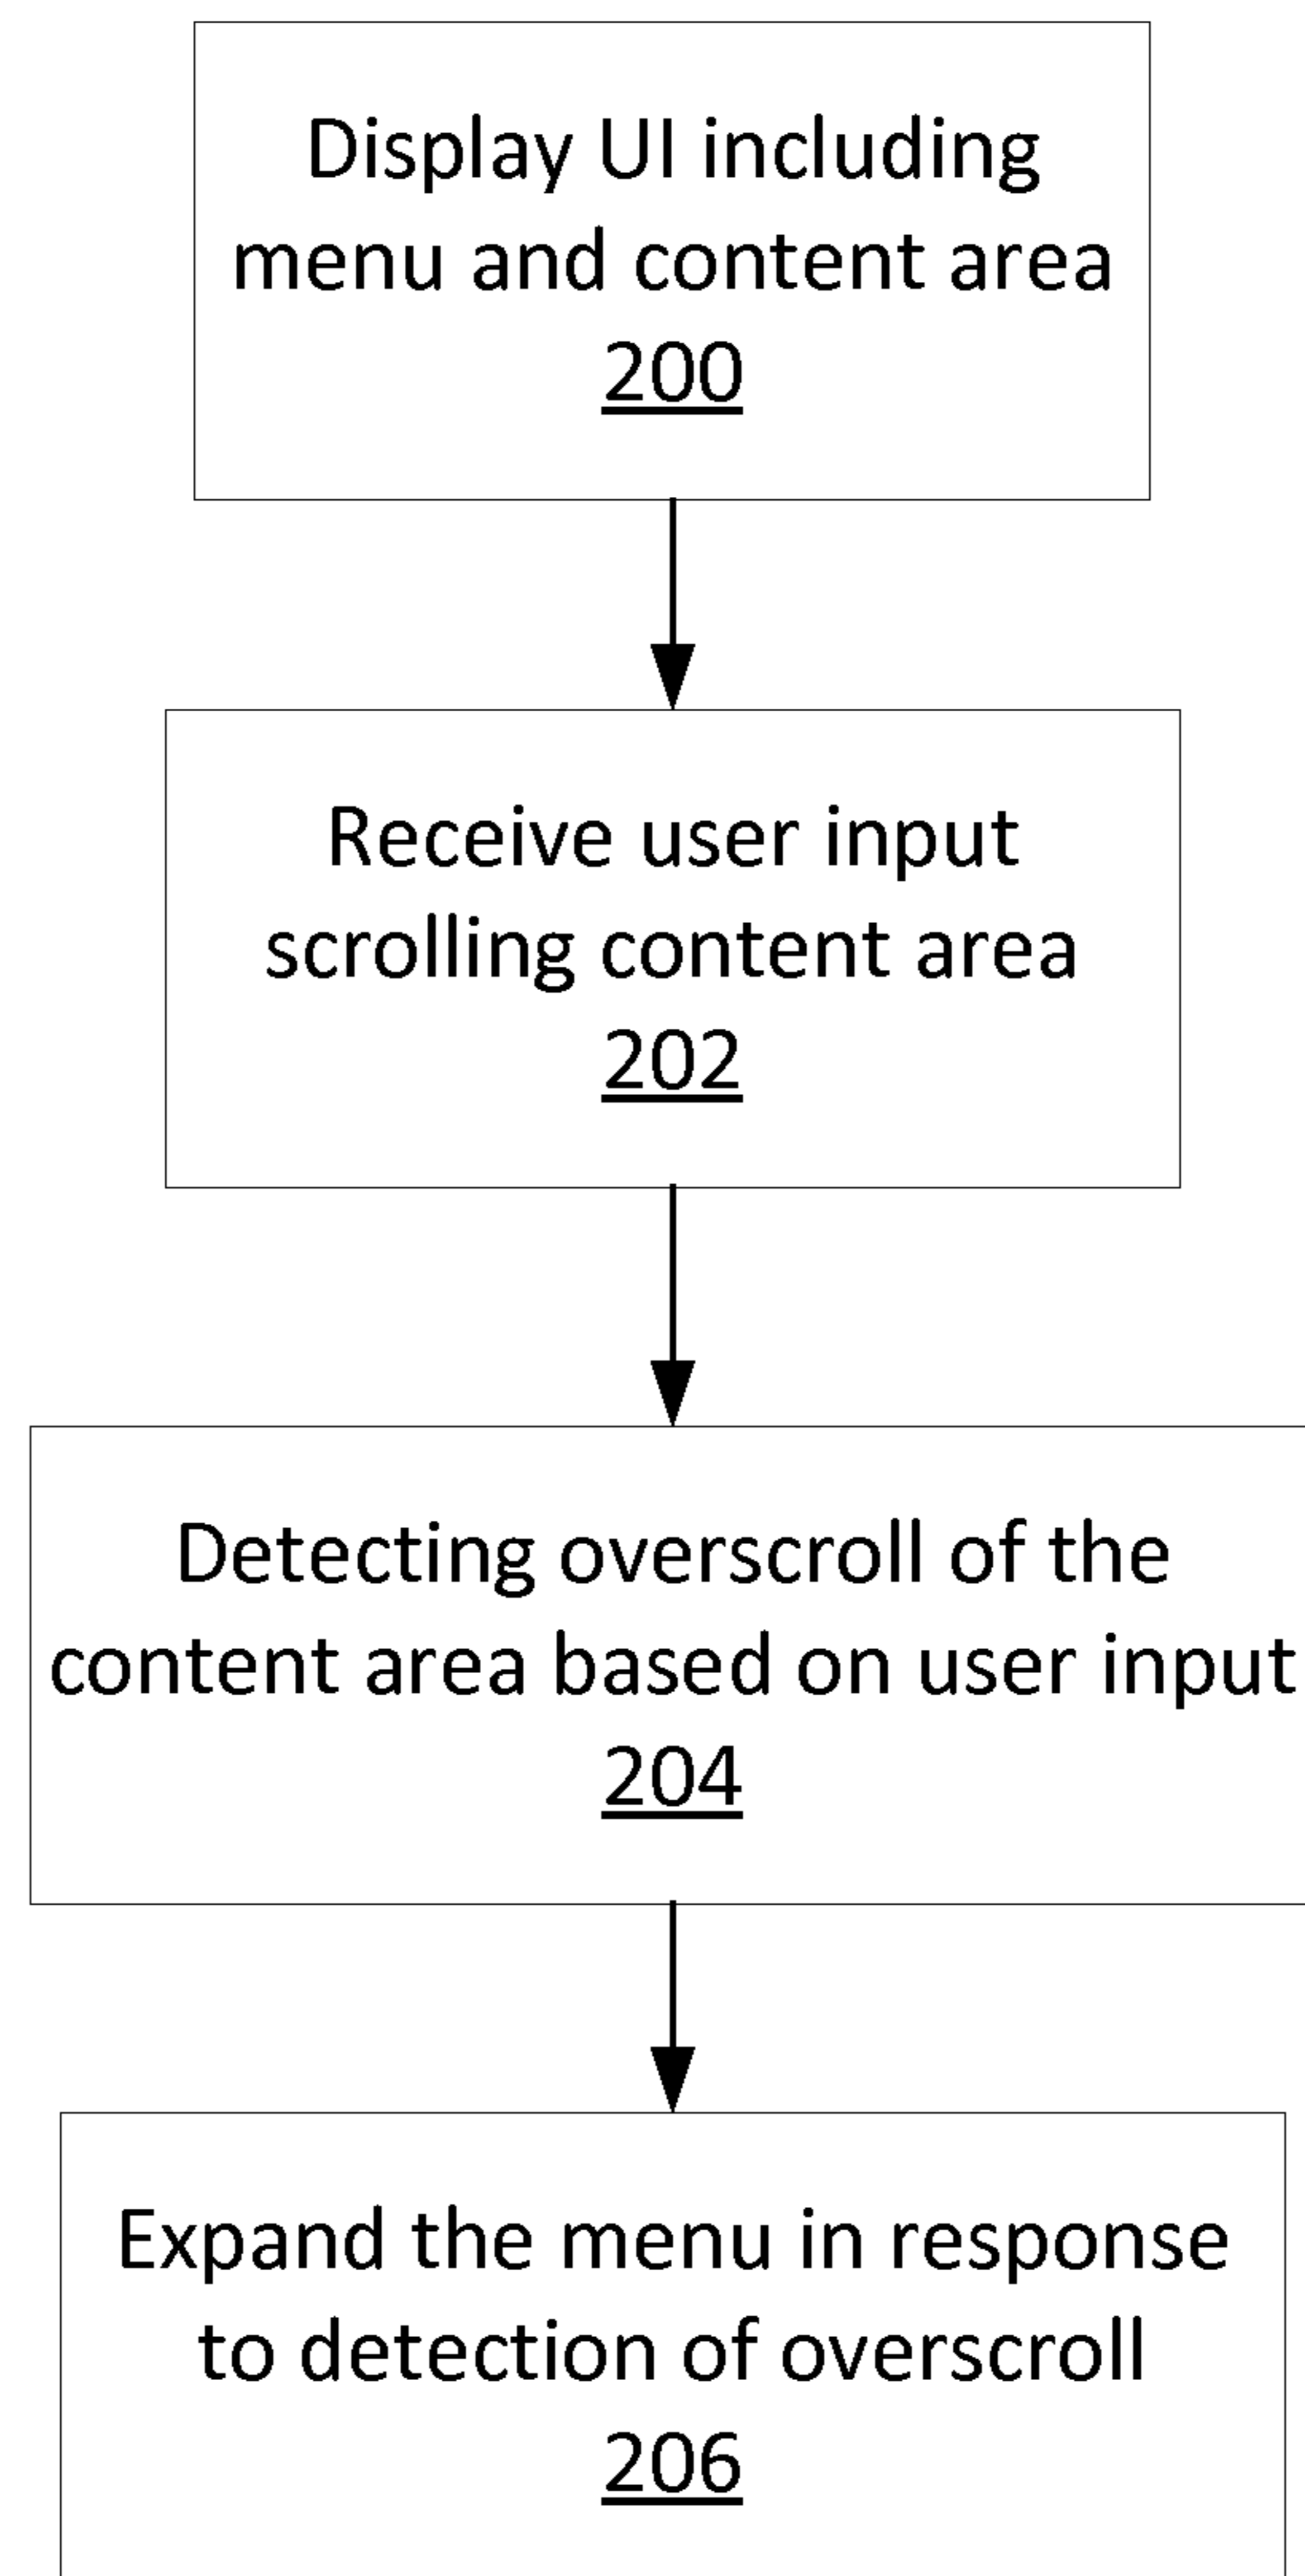 Display UI including
menu and content area
200
Receive user input
scrolling content area
202
Detecting overscroll of the
content area based on user input
204
Expand the menu in response
to detection of overscroll
206